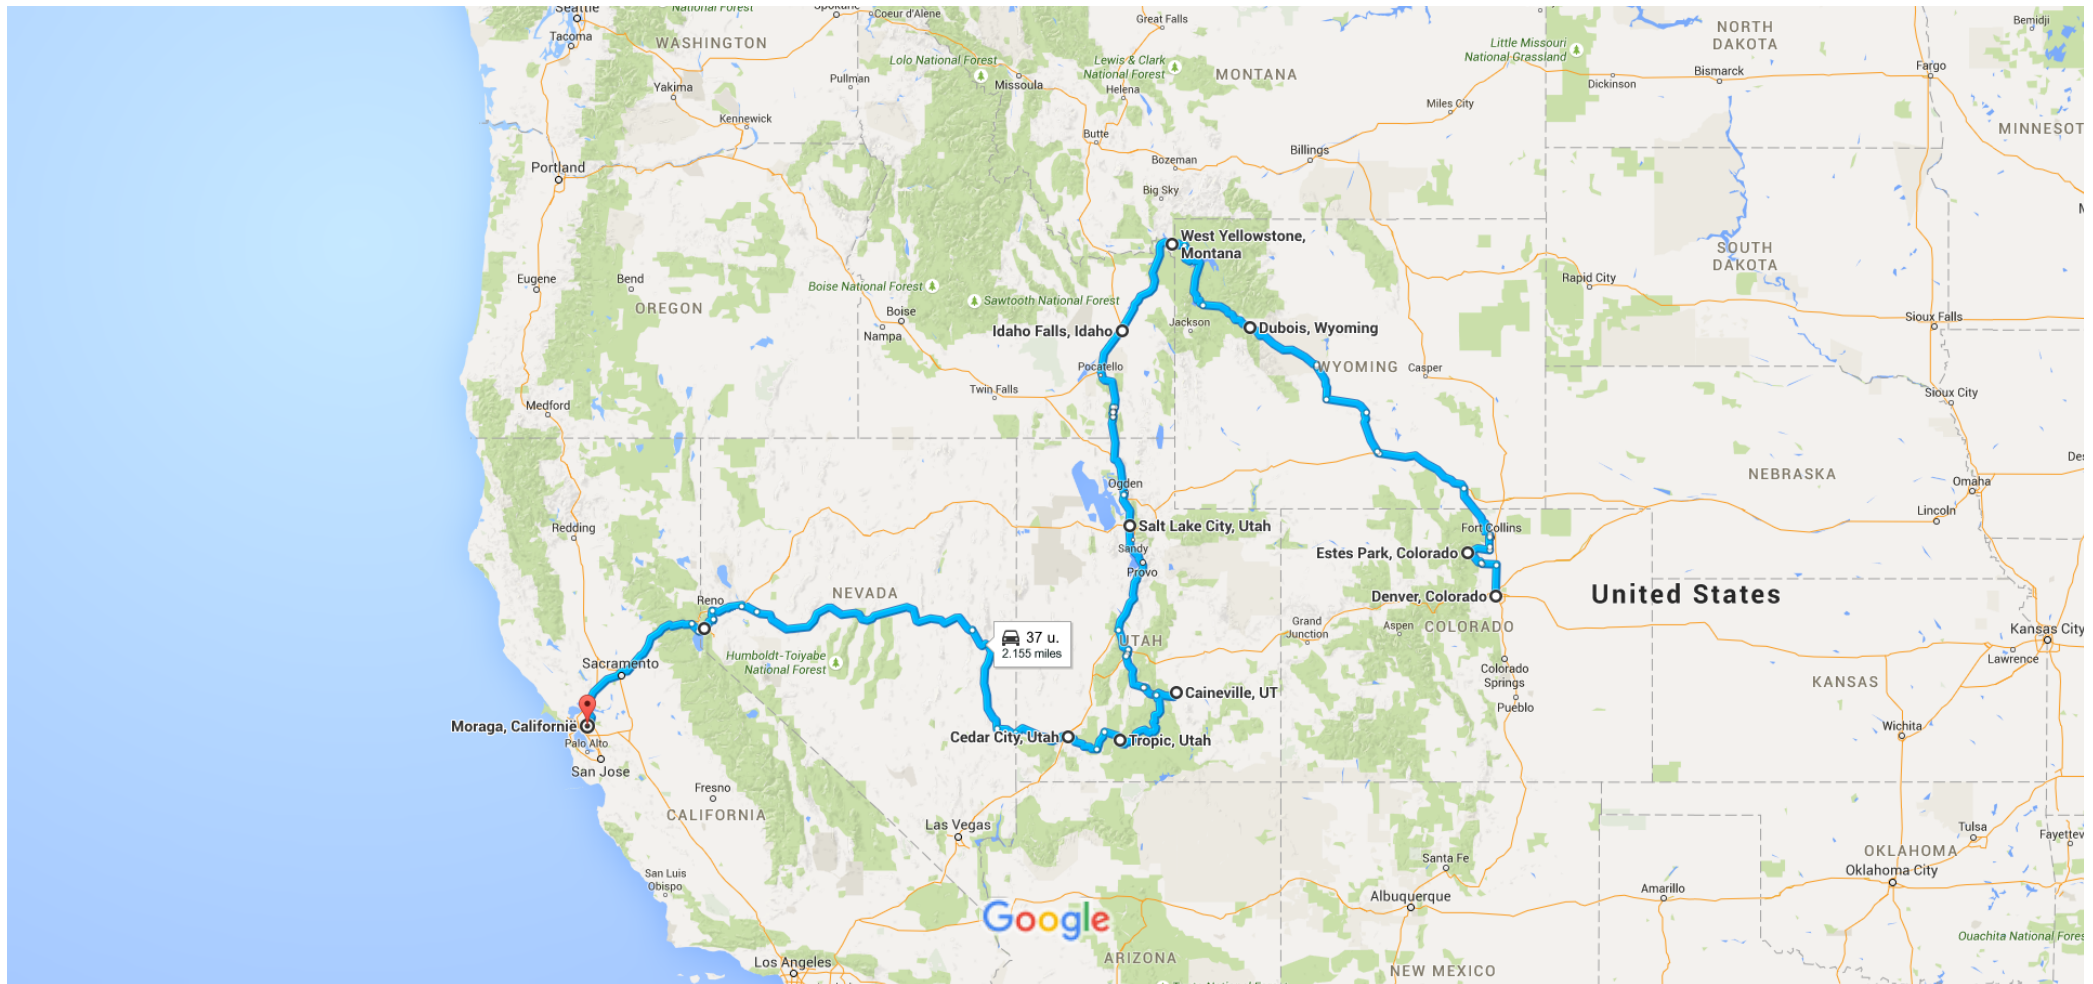 Seattle
National Forest
Spokane
Coeur d'Alene
Great Falls
NORTH
DAKOTA
Bemidji
Tacoma
WASHINGTON
Lolo National Forest
Lewis & Clark
National Forest
MONTANA
Little Missouri
National Grassland
Dickinson
Bismarck
Fargo
Yakima
Pullman
Missoula
Helena
Miles City
MINNESOT
Kennewick
Butte
Billings
Portland
Bozeman
Big Sky
West Yellowstone,
Montana
SOUTH
DAKOTA
Eugene
Bend
Boise National Forest
Sawtooth National Forest
Rapid City
OREGON
Boise
Nampa
Idaho Falls, Idaho
Jackson
Dubois, Wyoming
Sioux Falls
Pocatello
WYOMING
Casper
Twin Falls
Sioux City
Medford
Ogden
NEBRASKA
Des
Omaha
Lincoln
Redding
Salt Lake City, Utah
Fort Collins
Sandy
Provo
Estes Park, Colorado
Reno
NEVADA
Denver, Colorado
United States
Grand
Junction
Aspen
COLORADO
Kansas City
37 u.
2.155 miles
UTAH
Humboldt-Toiyabe
National Forest
Sacramento
Lawrence
Colorado
Springs
KANSAS
Caineville, UT
Pueblo
Moraga, Californië
Palo Alto
Cedar City, Utah
Tropic, Utah
Wichita
San Jose
Fresno
CALIFORNIA
Las Vegas
Tulsa
Fayettev
OKLAHOMA
Oklahoma City
Santa Fe
San Luis
Obispo
Albuquerque
Amarillo
Google
Ouachita National Fores
Los Angeles
ARIZONA
NEW MEXICO